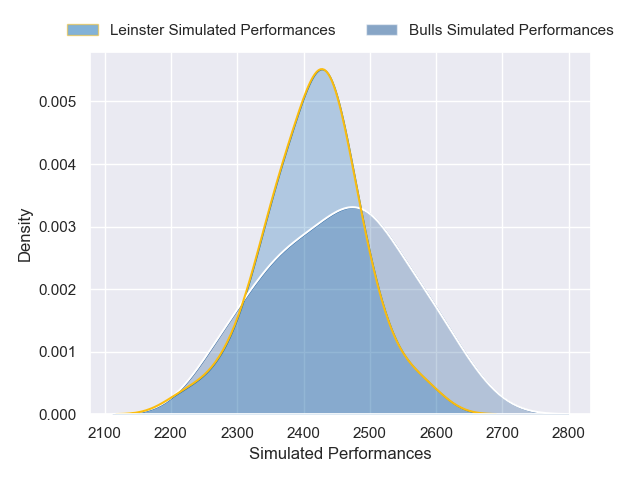 Leinster Simulated Performances
Bulls Simulated Performances
Density
0.005
0.004
0.003
0.002
0.001
0.000
2100 2200 2300 2400 2500 2600 2700 2800
Simulated Performances